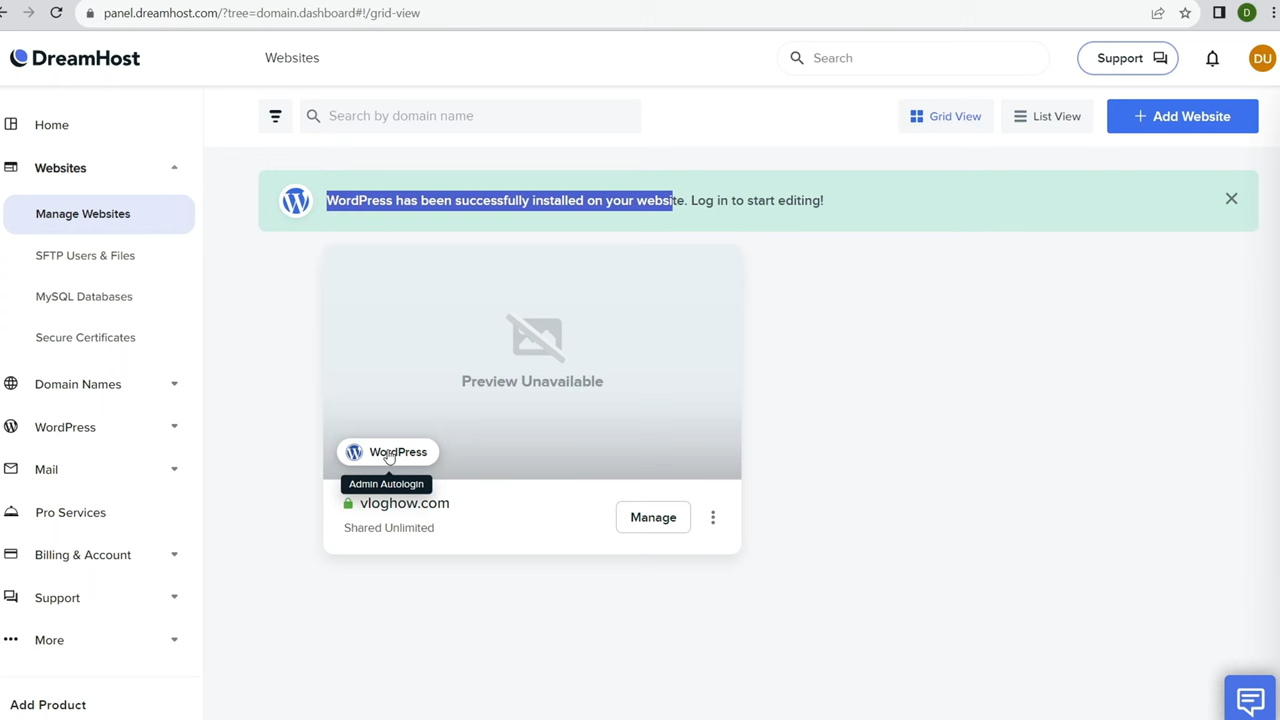 panel.dreamhost.com/?tree=domain.dashboard#!/grid-view
D
DreamHost
Websites
Search
Support
DU
Home
Websites
Manage Websites
SFTP Users & Files
MySQL Databases
Secure Certificates
Domain Names
WordPress
Mail
Pro Services
Billing & Account
Support
More
Add Product
Search by domain name
Grid View
List View
+ Add Website
WordPress has been successfully installed on your website. Log in to start editing!
Preview Unavailable
WordPress
Admin Autologin
vloghow.com
Shared Unlimited
Manage